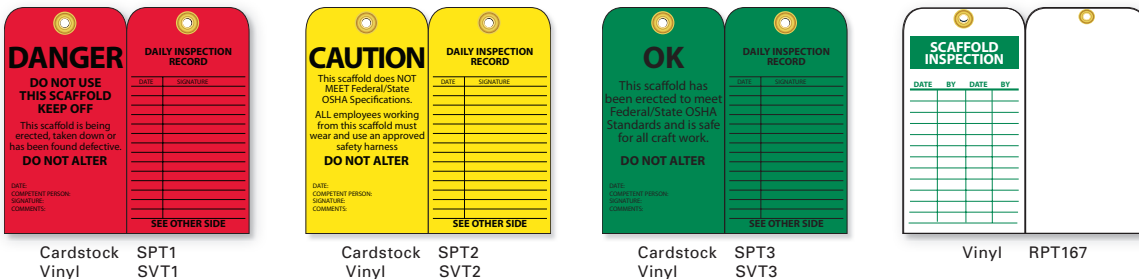 DANGER
DO NOT USE
THIS SCAFFOLD
KEEP OFF
This scaffold is being
erected, taken down or
has been found defective.
DO NOT ALTER
DATE:
COMPETENT PERSON:
SIGNATURE:
COMMENTS:
DAILY INSPECTION
RECORD
DATE SIGNATURE
SEE OTHER SIDE
Cardstock SPT1
Vinyl SVT1
CAUTION
This scaffold does NOT
MEET Federal/State
OSHA Specifications.
ALL employees working
from this scaffold must
wear and use an approved
safety harness
DO NOT ALTER
DATE:
COMPETENT PERSON:
SIGNATURE:
COMMENTS:
DAILY INSPECTION
RECORD
DATE SIGNATURE
SEE OTHER SIDE
Cardstock SPT2
Vinyl SVT2
OK
This scaffold has
been erected to meet
Federal/State OSHA
Standards and is safe
for all craft work.
DO NOT ALTER
DATE:
COMPETENT PERSON:
SIGNATURE:
COMMENTS:
DAILY INSPECTION
RECORD
DATE SIGNATURE
SEE OTHER SIDE
Cardstock SPT3
Vinyl SVT3
SCAFFOLD
INSPECTION
DATE BY DATE BY
Vinyl RPT167